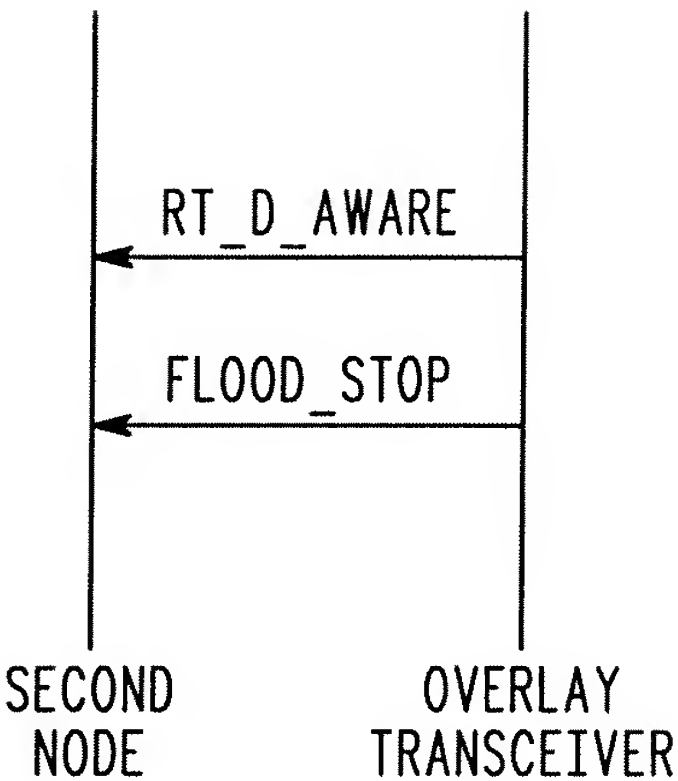 RT_D_AWARE
FLOOD_STOP
SECOND
NODE
OVERLAY
TRANSCEIVER